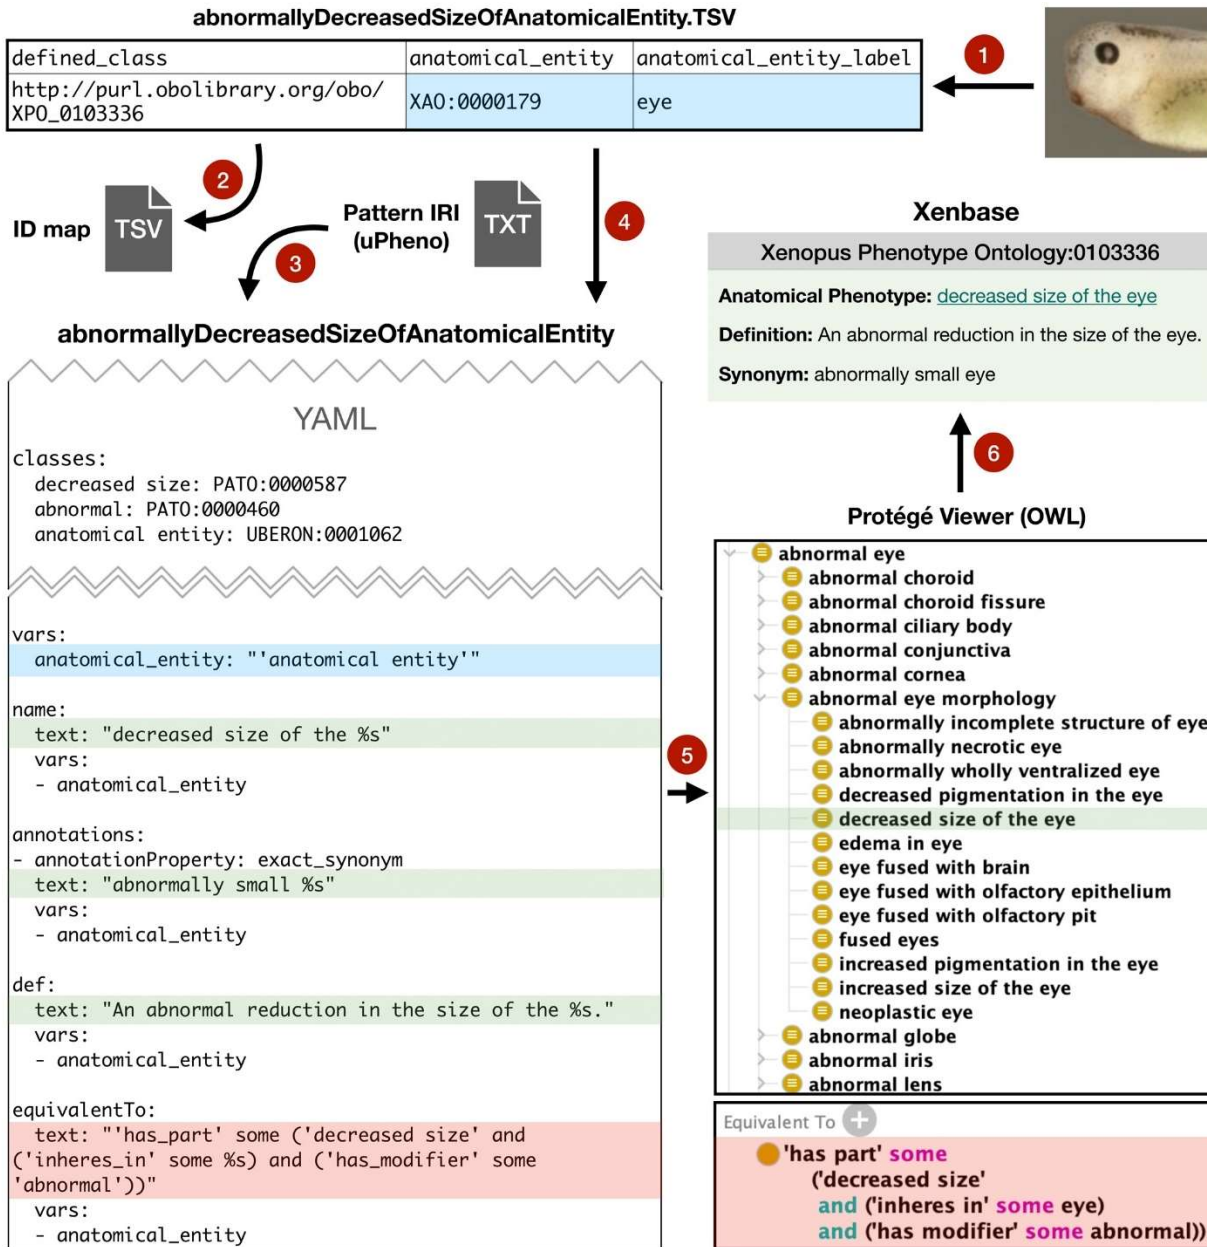 abnormallyDecreasedSizeOfAnatomicalEntity.TSV
defined_class
anatomical_entity
anatomical_entity_label
http://purl.obolibrary.org/obo/
XPO_0103336
XAO:0000179
eye
1
2
ID map
TSV
3
Pattern IRI
(uPheno)
TXT
4
abnormallyDecreasedSizeOfAnatomicalEntity
YAML
classes:
decreased size: PATO:0000587
abnormal: PATO:0000460
anatomical entity: UBERON:0001062
vars:
anatomical_entity: "'anatomical entity'"
name:
text: "decreased size of the %s"
vars:
- anatomical_entity
annotations:
- annotationProperty: exact_synonym
text: "abnormally small %s"
vars:
- anatomical_entity
def:
text: "An abnormal reduction in the size of the %s."
vars:
- anatomical_entity
equivalentTo:
text: "'has_part' some ('decreased size' and
('inheres_in' some %s) and ('has_modifier' some
'abnormal'))"
vars:
- anatomical_entity
5
Xenbase
Xenopus Phenotype Ontology:0103336
Anatomical Phenotype: decreased size of the eye
Definition: An abnormal reduction in the size of the eye.
Synonym: abnormally small eye
6
Protégé Viewer (OWL)
abnormal eye
abnormal choroid
abnormal choroid fissure
abnormal ciliary body
abnormal conjunctiva
abnormal cornea
abnormal eye morphology
abnormally incomplete structure of eye
abnormally necrotic eye
abnormally wholly ventralized eye
decreased pigmentation in the eye
decreased size of the eye
edema in eye
eye fused with brain
eye fused with olfactory epithelium
eye fused with olfactory pit
fused eyes
increased pigmentation in the eye
increased size of the eye
neoplastic eye
abnormal globe
abnormal iris
abnormal lens
Equivalent To +
'has part' some
('decreased size'
and ('inheres in' some eye)
and ('has modifier' some abnormal))